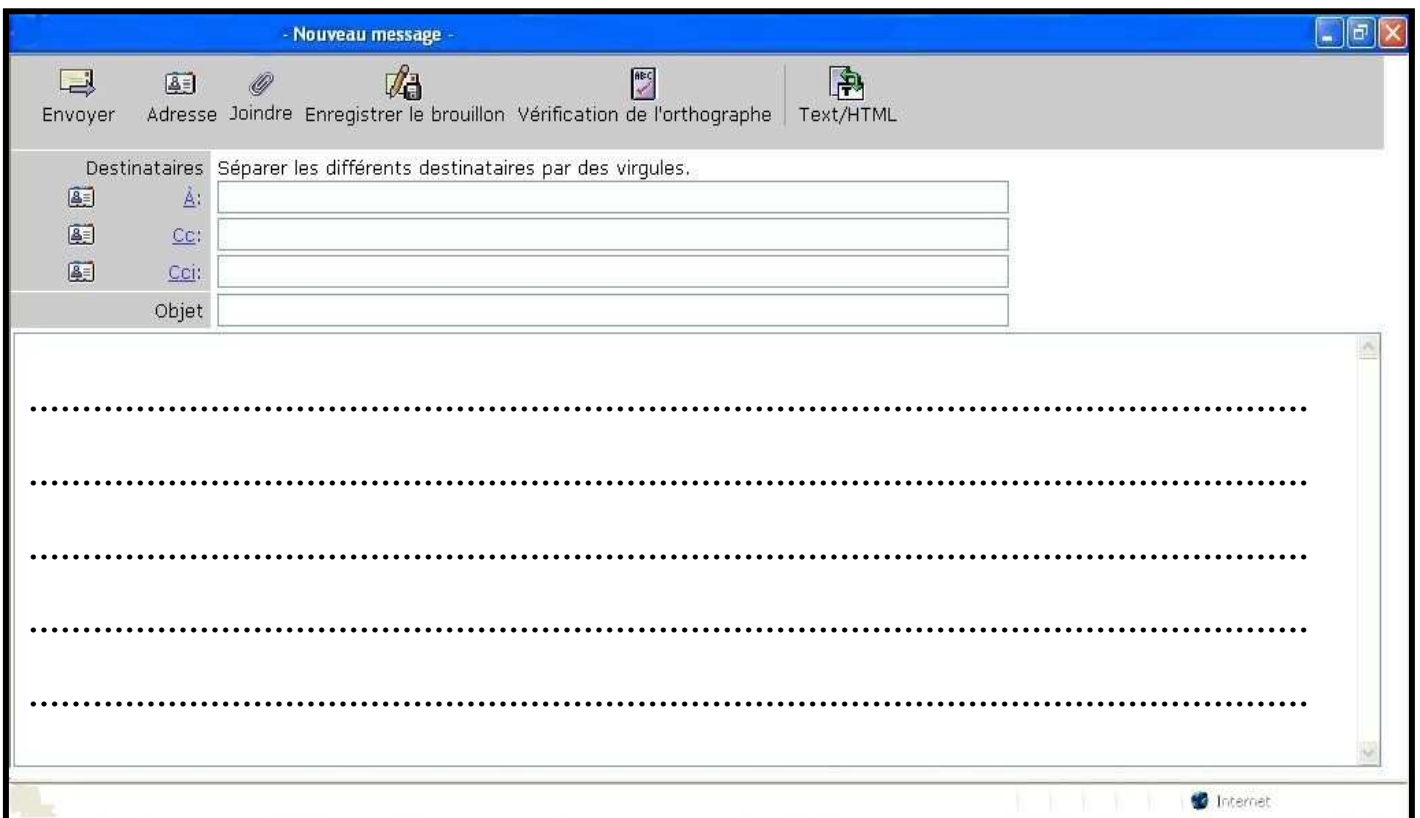 - Nouveau message -
Envoyer Adresse Joindre Enregistrer le brouillon Vérification de l'orthographe Text/HTML
Destinataires Séparer les différents destinataires par des virgules.
À:
Cc:
Cci:
Objet
....................................................................................................................
....................................................................................................................
....................................................................................................................
....................................................................................................................
....................................................................................................................
Internet